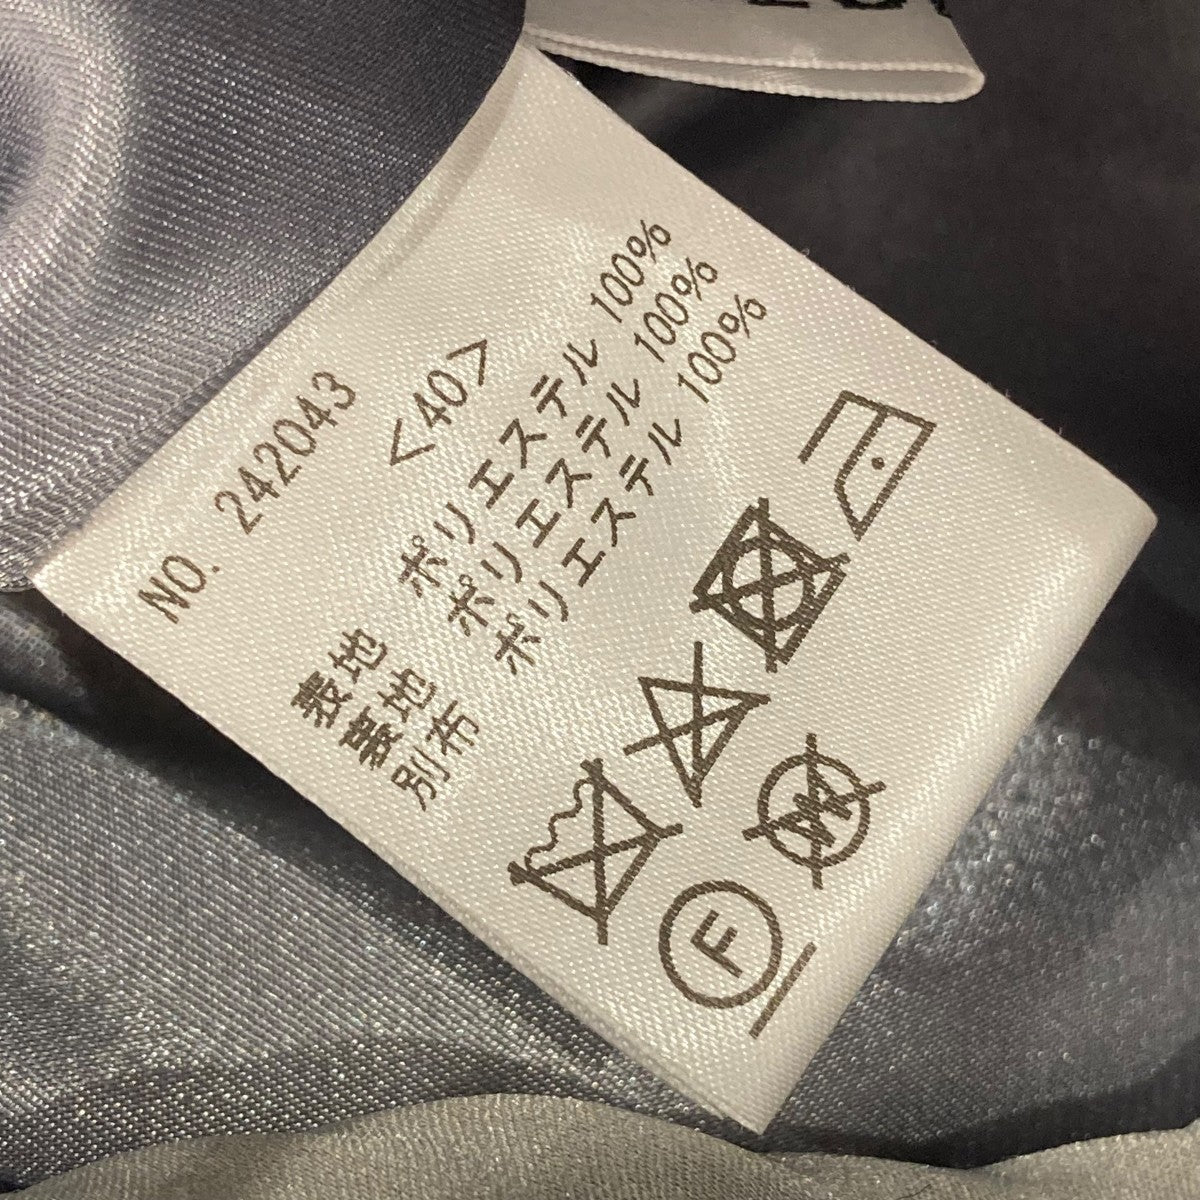 NO. 242043
<40>
表地 ポリエステル 100%
裏地 ポリエステル 100%
別布 ポリエステル 100%
W
F